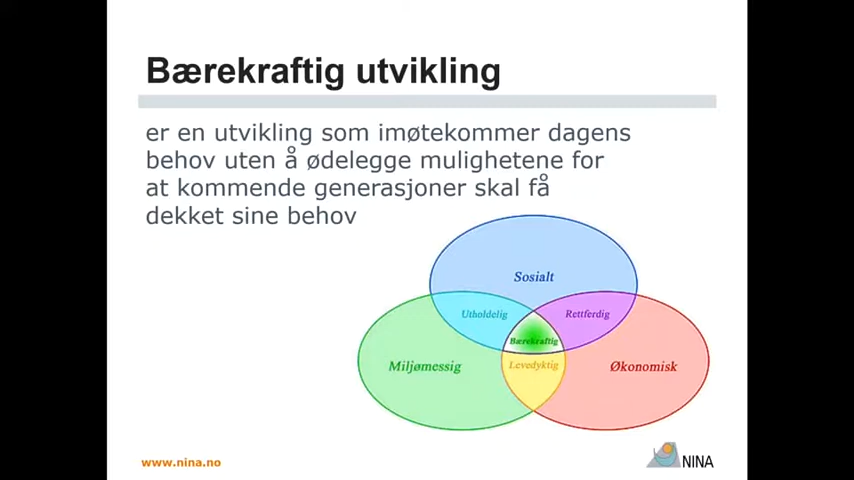 Bærekraftig utvikling
er en utvikling som imøtekommer dagens
behov uten å ødelegge mulighetene for
at kommende generasjoner skal få
dekket sine behov
Sosialt
Utholdelig
Rettferdig
Bærekraftig
Miljømessig
Levedyktig
Økonomisk
www.nina.no
NINA